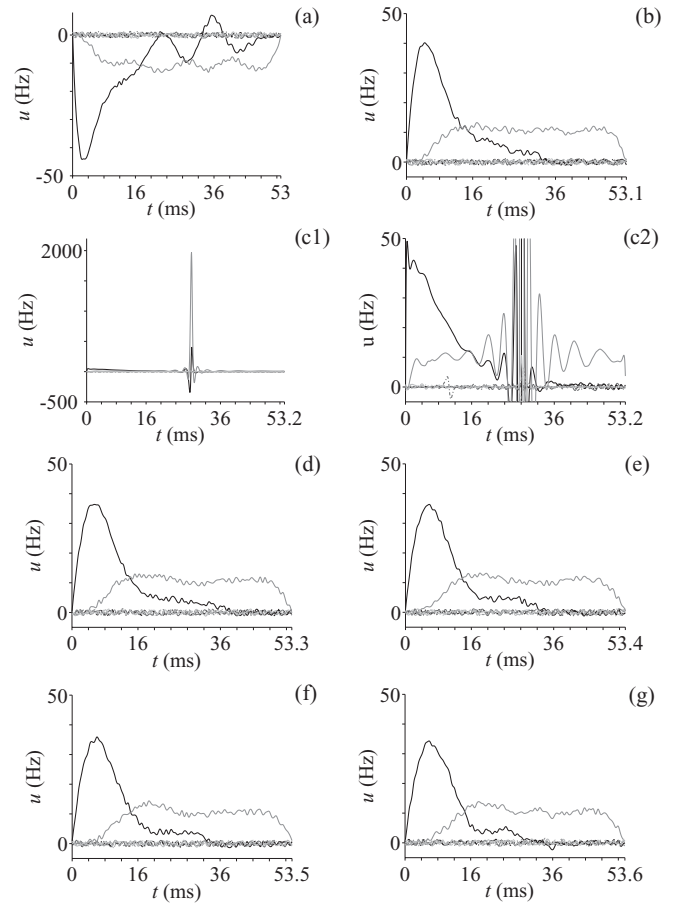 (a)
0
-50
u (Hz)
0 16 36 53
t (ms)
(b)
50
0
u (Hz)
0 16 36 53.1
t (ms)
(c1)
2000
-500
u (Hz)
0 16 36 53.2
t (ms)
(c2)
50
0
u (Hz)
0 16 36 53.2
t (ms)
(d)
50
0
u (Hz)
0 16 36 53.3
t (ms)
(e)
50
0
u (Hz)
0 16 36 53.4
t (ms)
(f)
50
0
u (Hz)
0 16 36 53.5
t (ms)
(g)
50
0
u (Hz)
0 16 36 53.6
t (ms)